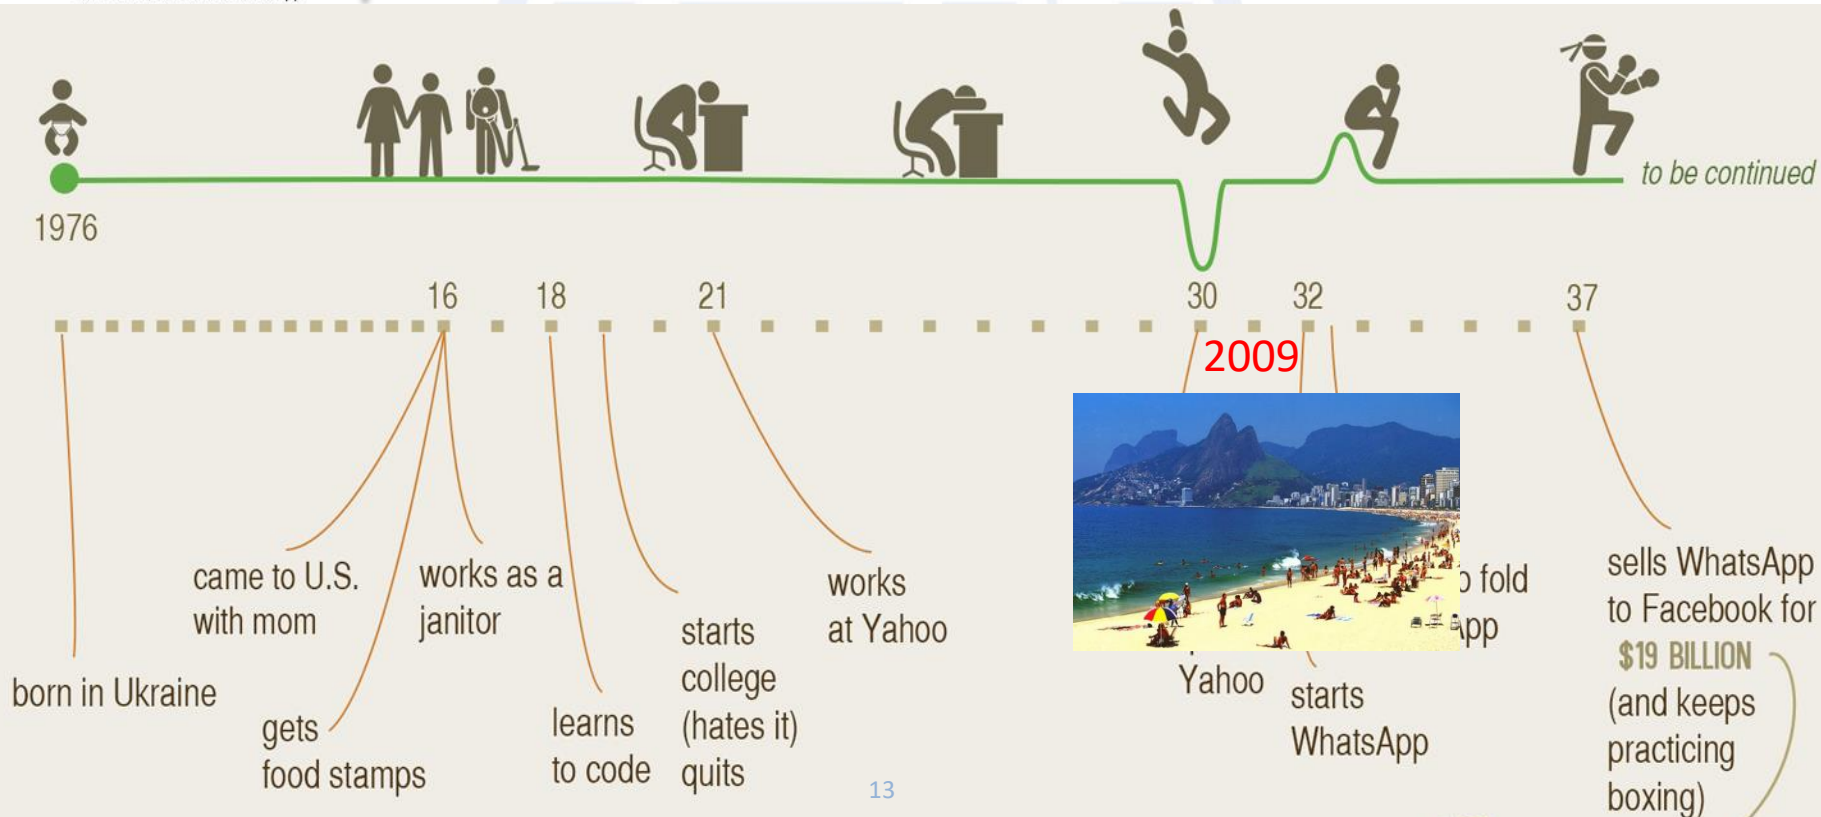 to be continued
1976
16
18
21
30
32
37
2009
born in Ukraine
came to U.S.
with mom
gets
food stamps
works as a
janitor
learns
to code
starts
college
(hates it)
quits
works
at Yahoo
Yahoo
starts
WhatsApp
fold
sells WhatsApp
to Facebook for
$19 BILLION
(and keeps
practicing
boxing)
13